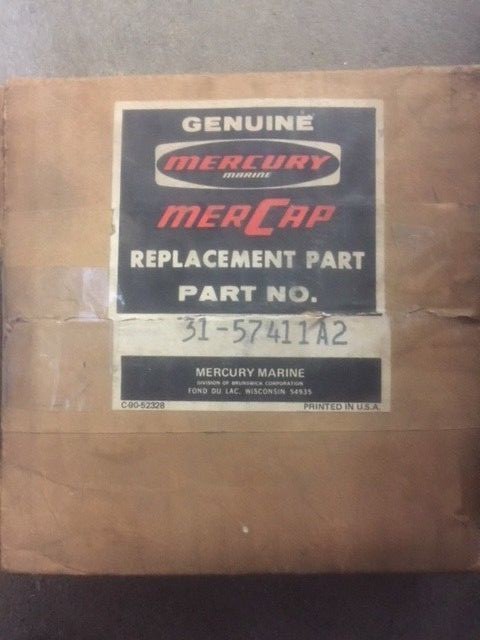 GENUINE
MERCURY
MARINE
MERCAP
REPLACEMENT PART
PART NO.
31-57411A2
MERCURY MARINE
DIVISION OF BRUNSWICK CORPORATION
FOND DU LAC, WISCONSIN 54935
C-90-52328 PRINTED IN U.S.A.